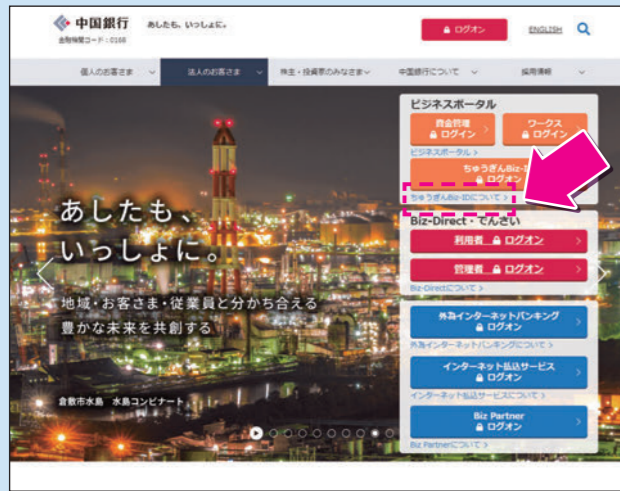 中国銀行
あしたも、いっしょに。
金融機関コード:0168
ログオン
ENGLISH
個人のお客さま
法人のお客さま
株主・投資家のみなさま
中国銀行について
採用情報
ビジネスポータル
資金管理
ログイン
ワークス
ログイン
ビジネスポータル >
ちゅうぎんBiz-I
ログオン
ちゅうぎんBiz-IDについて >
Biz-Direct・でんさい
利用者 ログオン
管理者 ログオン
Biz-Directについて >
外為インターネットバンキング
ログオン
外為インターネットバンキングについて >
インターネット払込サービス
ログオン
インターネット払込サービスについて >
Biz Partner
ログオン
Biz Partnerについて >
あしたも、
いっしょに。
地域・お客さま・従業員と分かち合える
豊かな未来を共創する
倉敷市水島 水島コンビナート